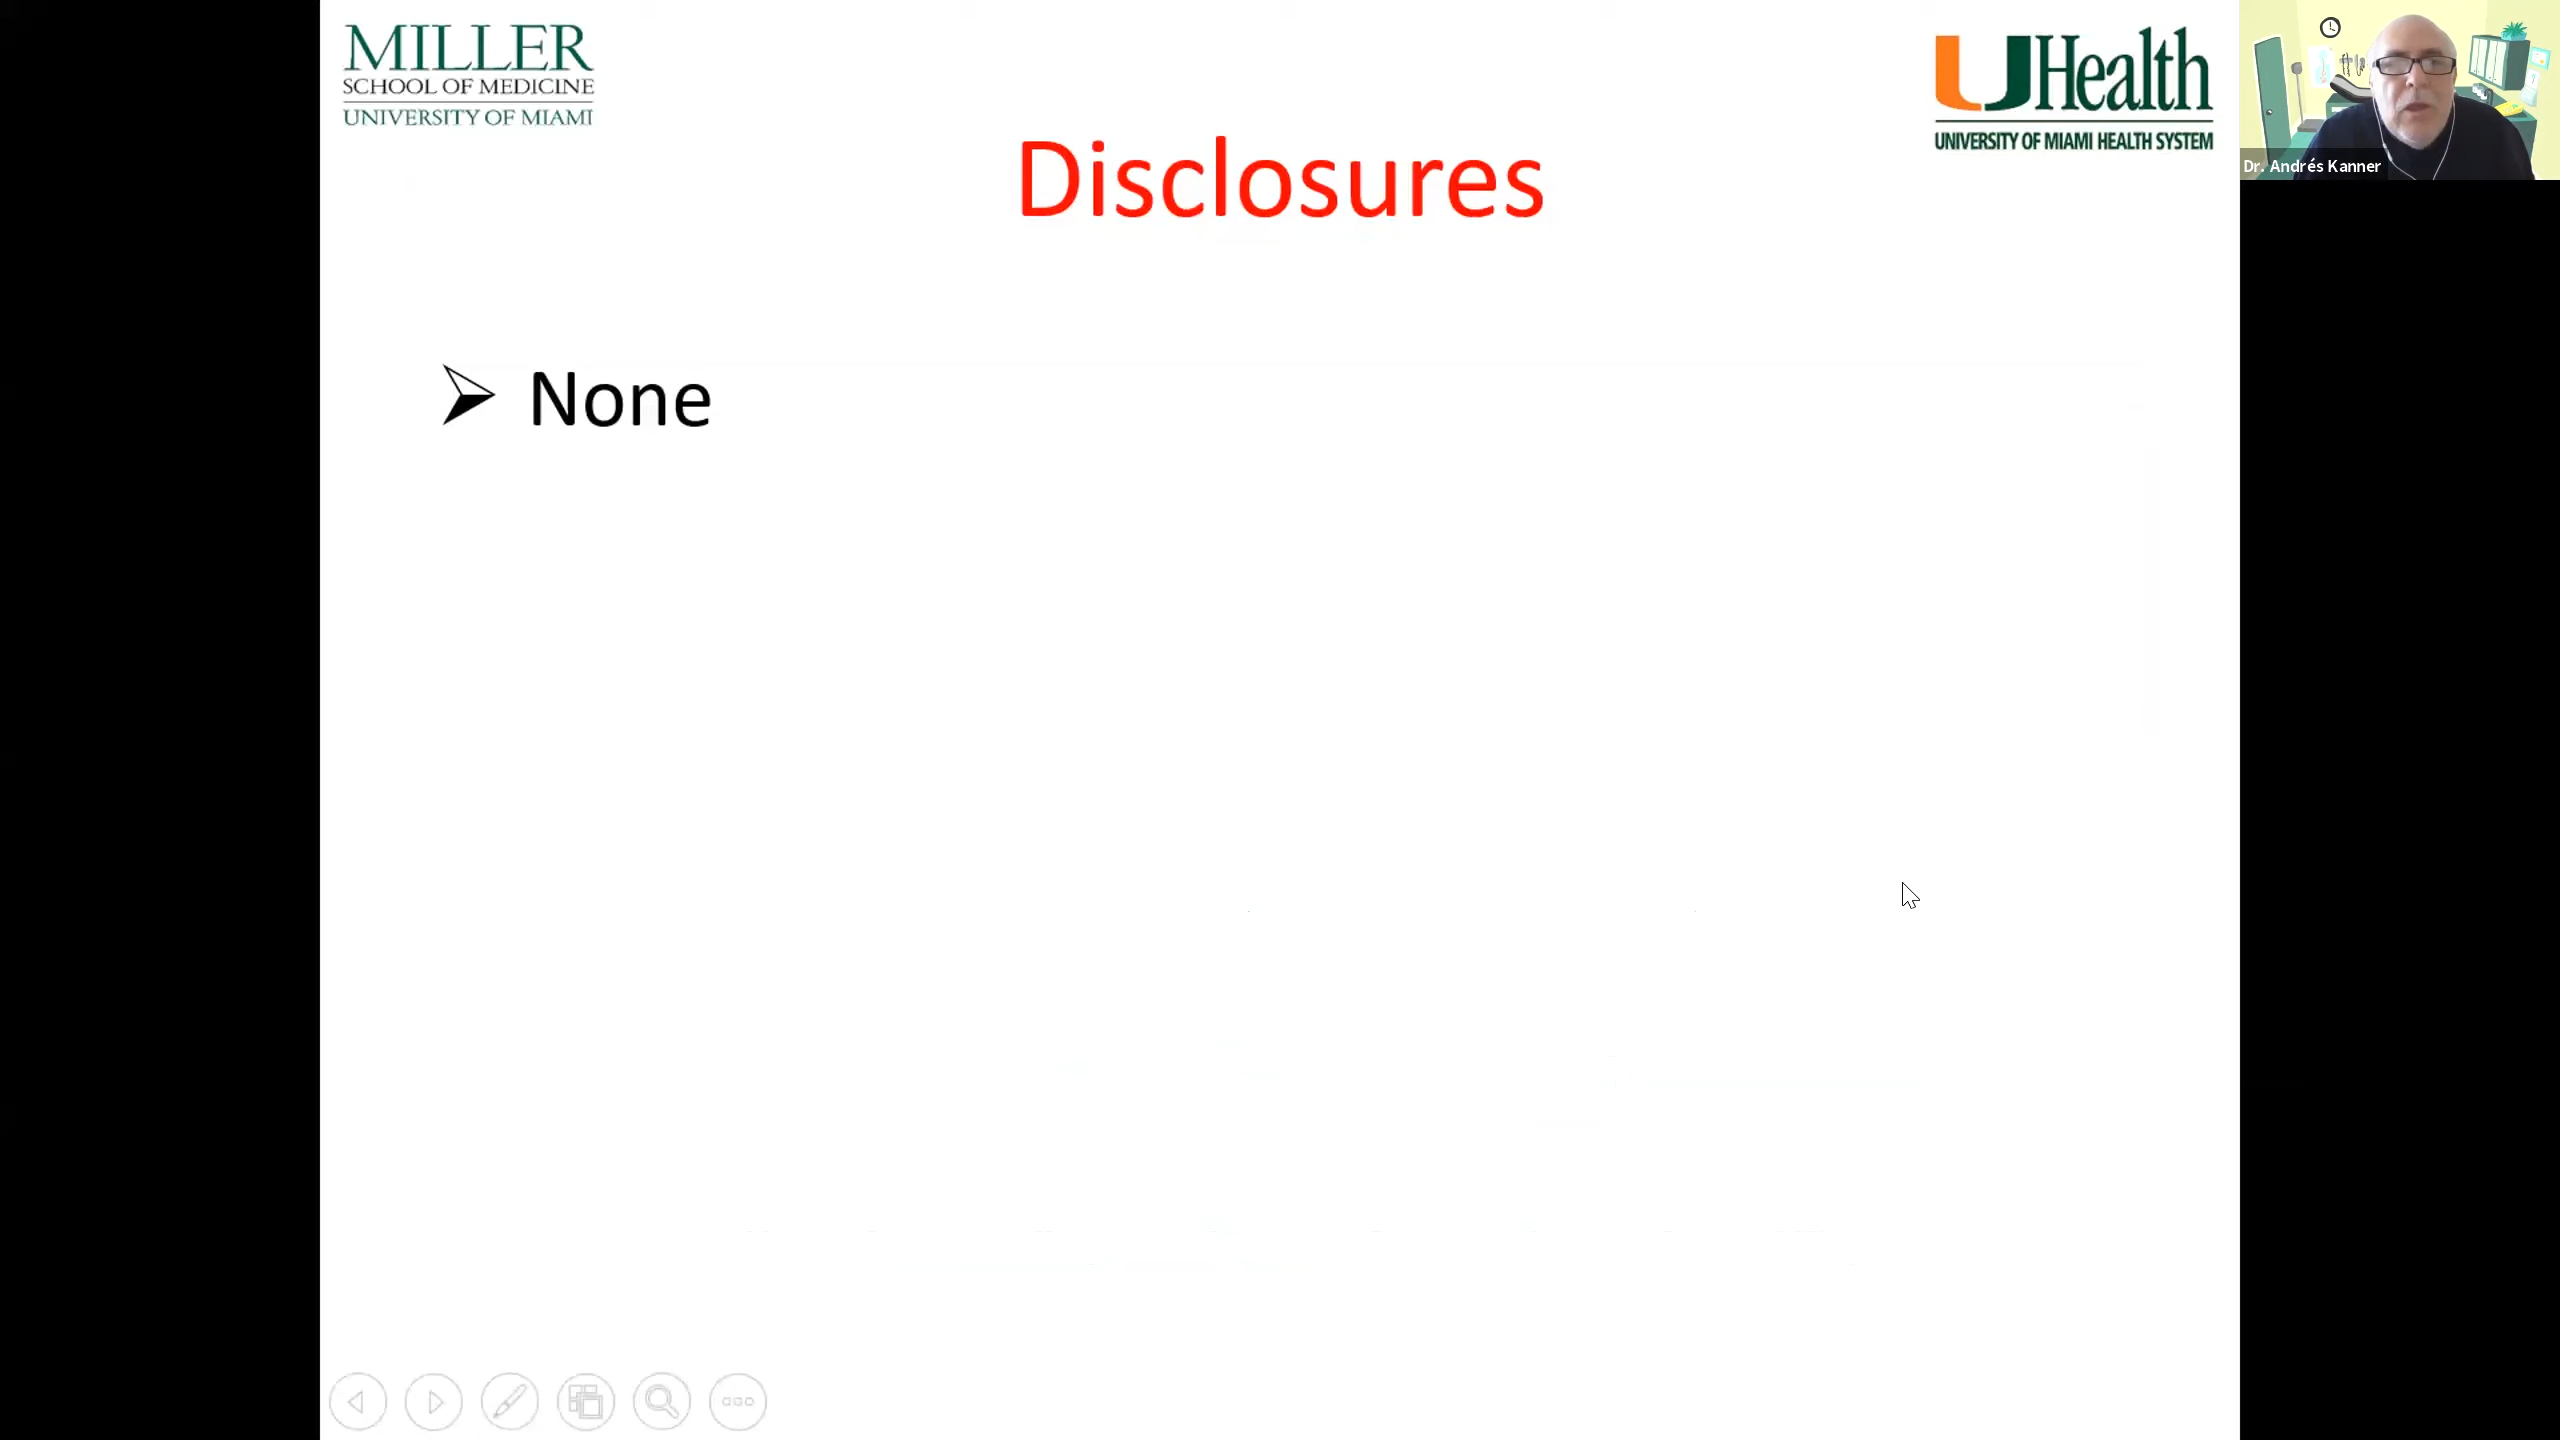 MILLER
SCHOOL OF MEDICINE
UNIVERSITY OF MIAMI
UHealth
UNIVERSITY OF MIAMI HEALTH SYSTEM
Dr. Andrés Kanner
Disclosures
None